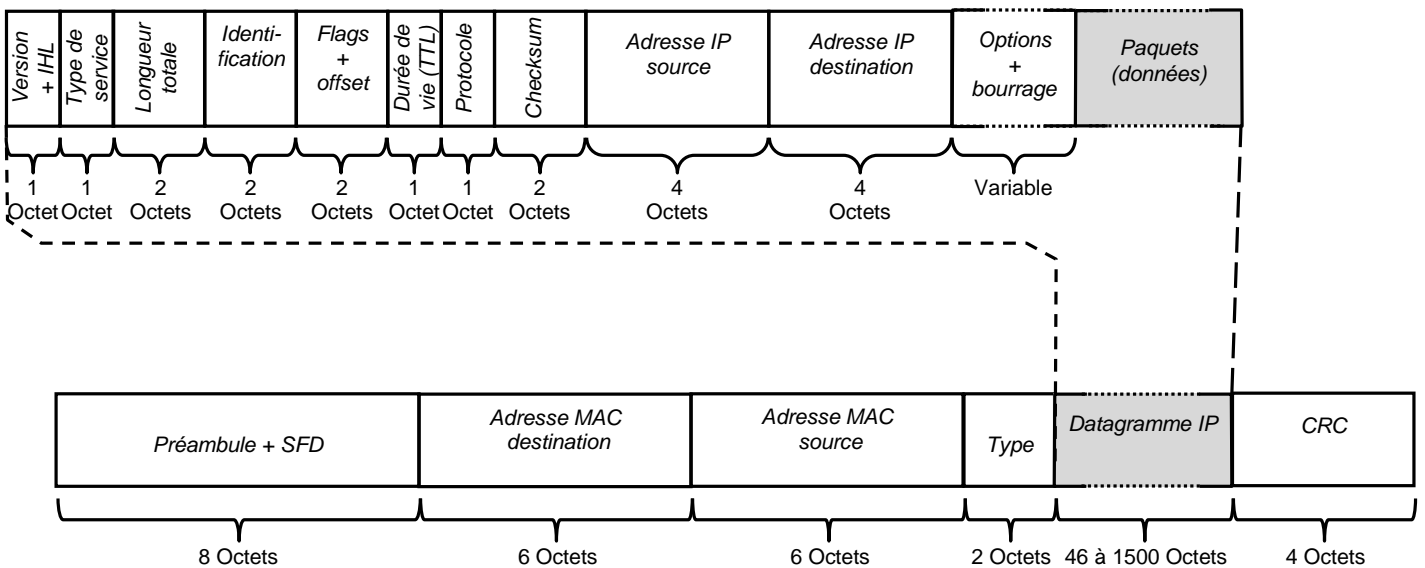 Version
+ IHL
Type de
service
Longueur
totale
Identi-
fication
Flags
+
offset
Durée de
vie (TTL)
Protocole
Checksum
Adresse IP
source
Adresse IP
destination
Options
+
bourrage
Paquets
(données)
1
Octet
1
Octet
2
Octets
2
Octets
2
Octets
1
Octet
1
Octet
2
Octets
4
Octets
4
Octets
Variable
Préambule + SFD
Adresse MAC
destination
Adresse MAC
source
Type
Datagramme IP
CRC
8 Octets
6 Octets
6 Octets
2 Octets
46 à 1500 Octets
4 Octets